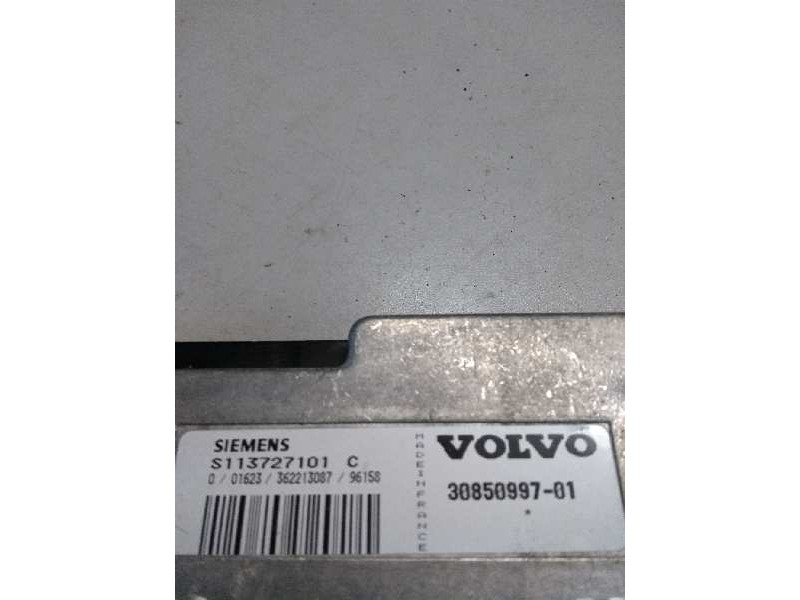 SIEMENS
S113727101 C
0 / 01623 / 362213087 / 96158
MADE IN FRANCE
VOLVO
30850997-01
*